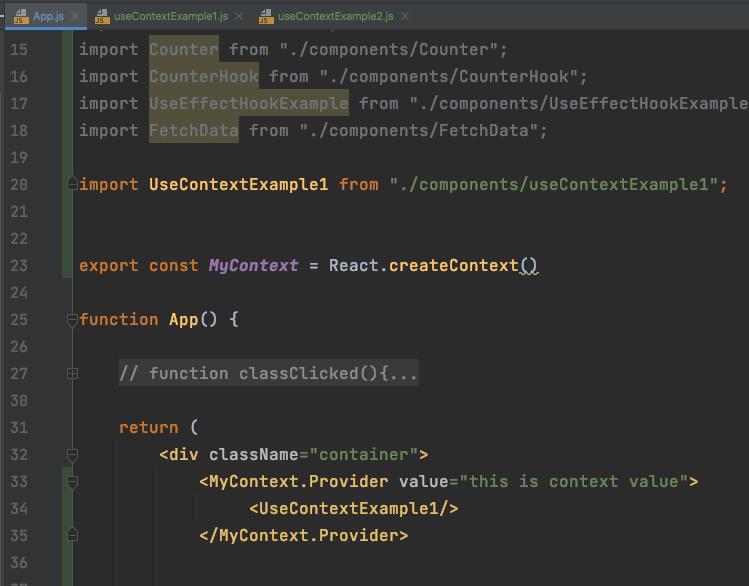 App.js useContextExample1.js useContextExample2.js
15 import Counter from "./components/Counter";
16 import CounterHook from "./components/CounterHook";
17 import UseEffectHookExample from "./components/UseEffectHookExample
18 import FetchData from "./components/FetchData";
19
20 import UseContextExample1 from "./components/useContextExample1";
21
22
23 export const MyContext = React.createContext()
24
25 function App() {
26
27 // function classClicked(){...
30
31 return (
32 <div className="container">
33 <MyContext.Provider value="this is context value">
34 <UseContextExample1/>
35 </MyContext.Provider>
36